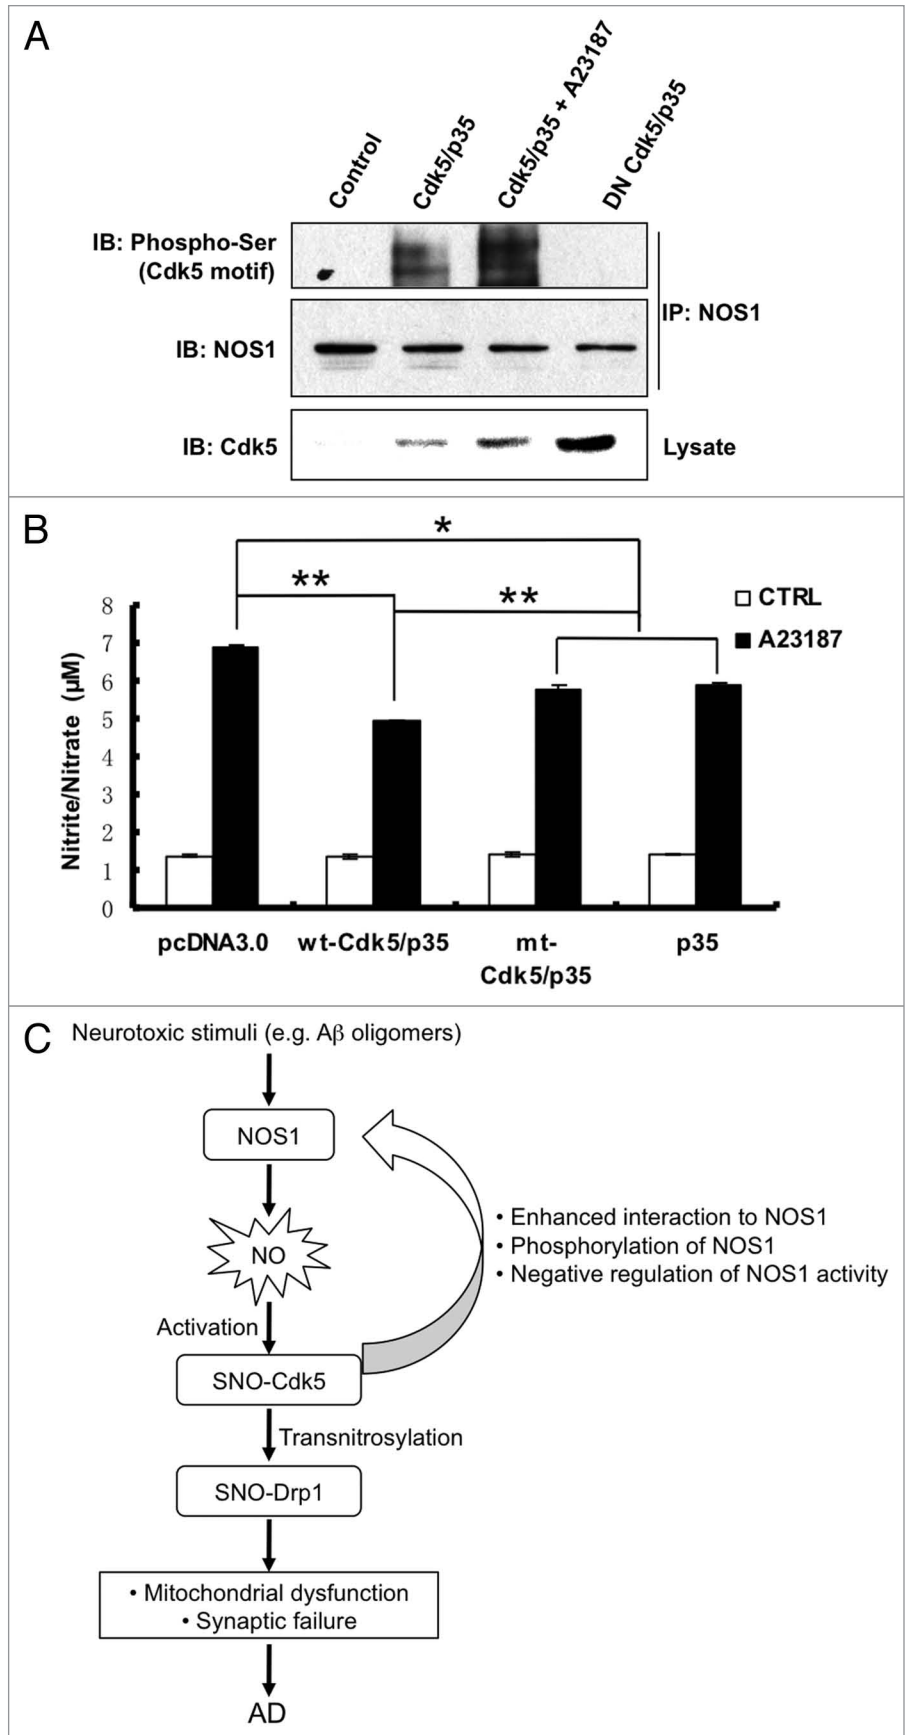 A
Control
Cdk5/p35
Cdk5/p35 + A23187
DN Cdk5/p35
IB: Phospho-Ser
(Cdk5 motif)
IB: NOS1
IP: NOS1
IB: Cdk5
Lysate
B
*
**
**
CTRL
A23187
Nitrite/Nitrate (µM)
8
7
6
5
4
3
2
1
0
pcDNA3.0
wt-Cdk5/p35
mt-
Cdk5/p35
p35
C
Neurotoxic stimuli (e.g. Aβ oligomers)
NOS1
NO
• Enhanced interaction to NOS1
• Phosphorylation of NOS1
• Negative regulation of NOS1 activity
Activation
SNO-Cdk5
Transnitrosylation
SNO-Drp1
• Mitochondrial dysfunction
• Synaptic failure
AD